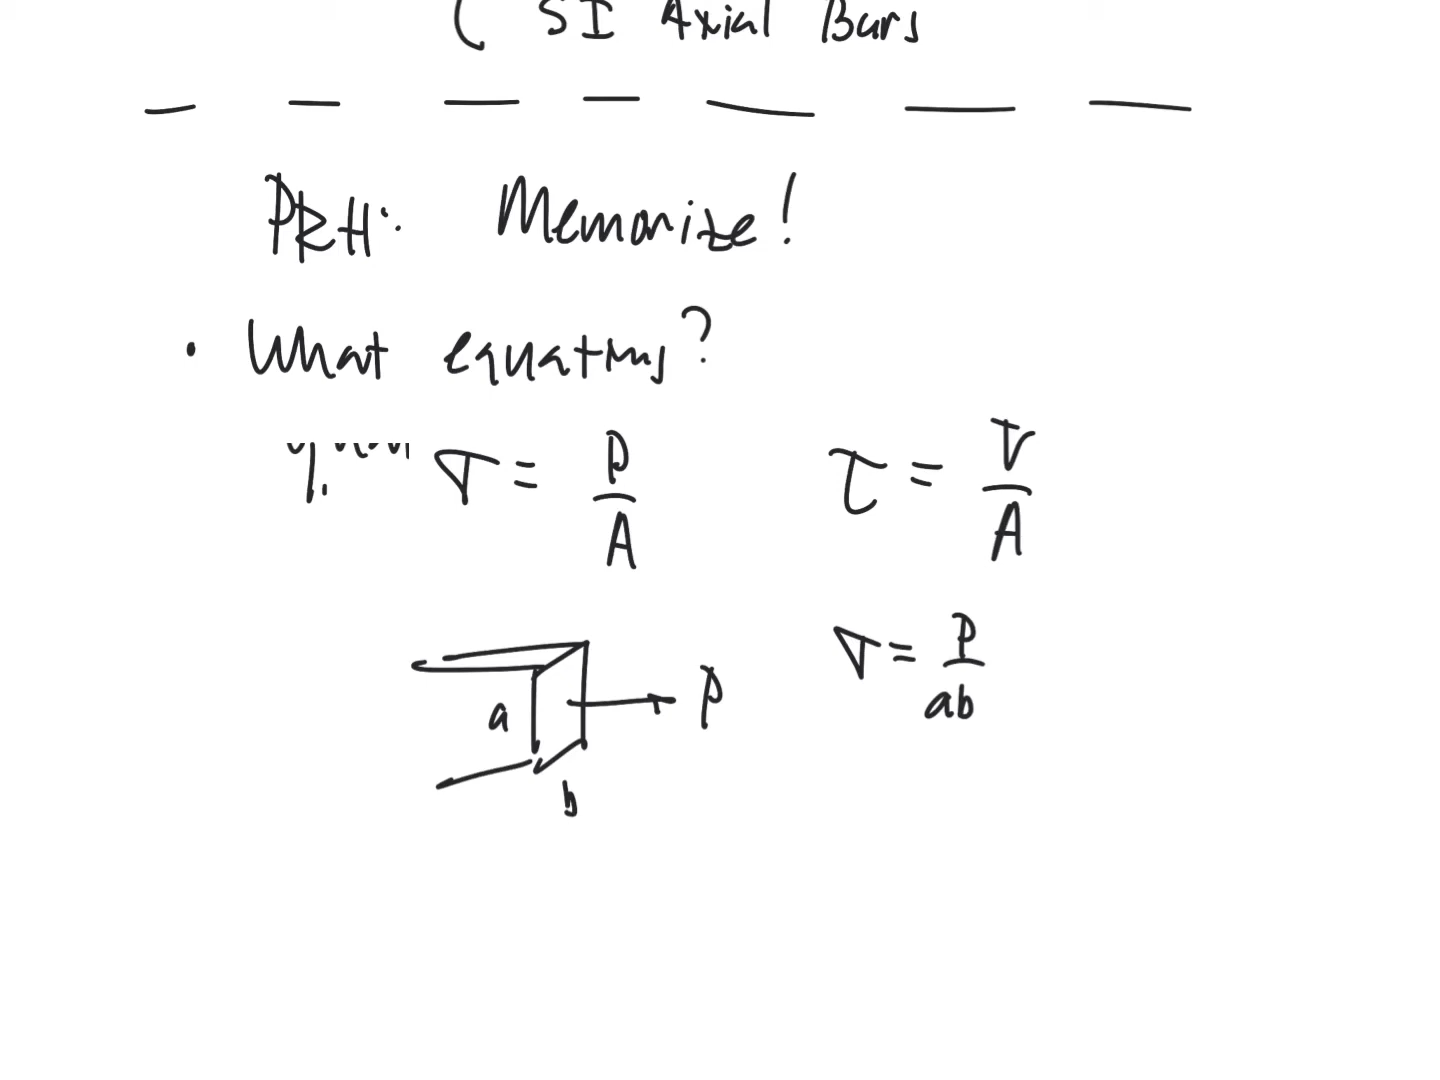 ( SI Axial Bars
PRH: Memorize!
• What equations?
σ = P/A τ = V/A
σ = P/ab
a P
b